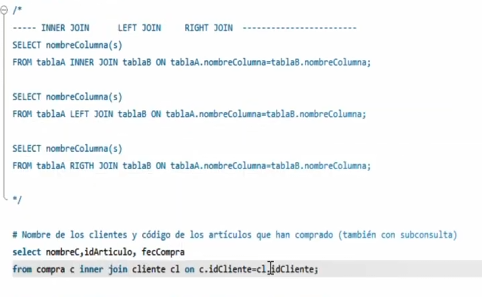 /*
----- INNER JOIN LEFT JOIN RIGHT JOIN ------------------------
SELECT nombreColumna(s)
FROM tablaA INNER JOIN tablaB ON tablaA.nombreColumna=tablaB.nombreColumna;
SELECT nombreColumna(s)
FROM tablaA LEFT JOIN tablaB ON tablaA.nombreColumna=tablaB.nombreColumna;
SELECT nombreColumna(s)
FROM tablaA RIGTH JOIN tablaB ON tablaA.nombreColumna=tablaB.nombreColumna;
*/
# Nombre de los clientes y código de los artículos que han comprado (también con subconsulta)
select nombreC,idArticulo, fecCompra
from compra c inner join cliente cl on c.idCliente=cl.idCliente;